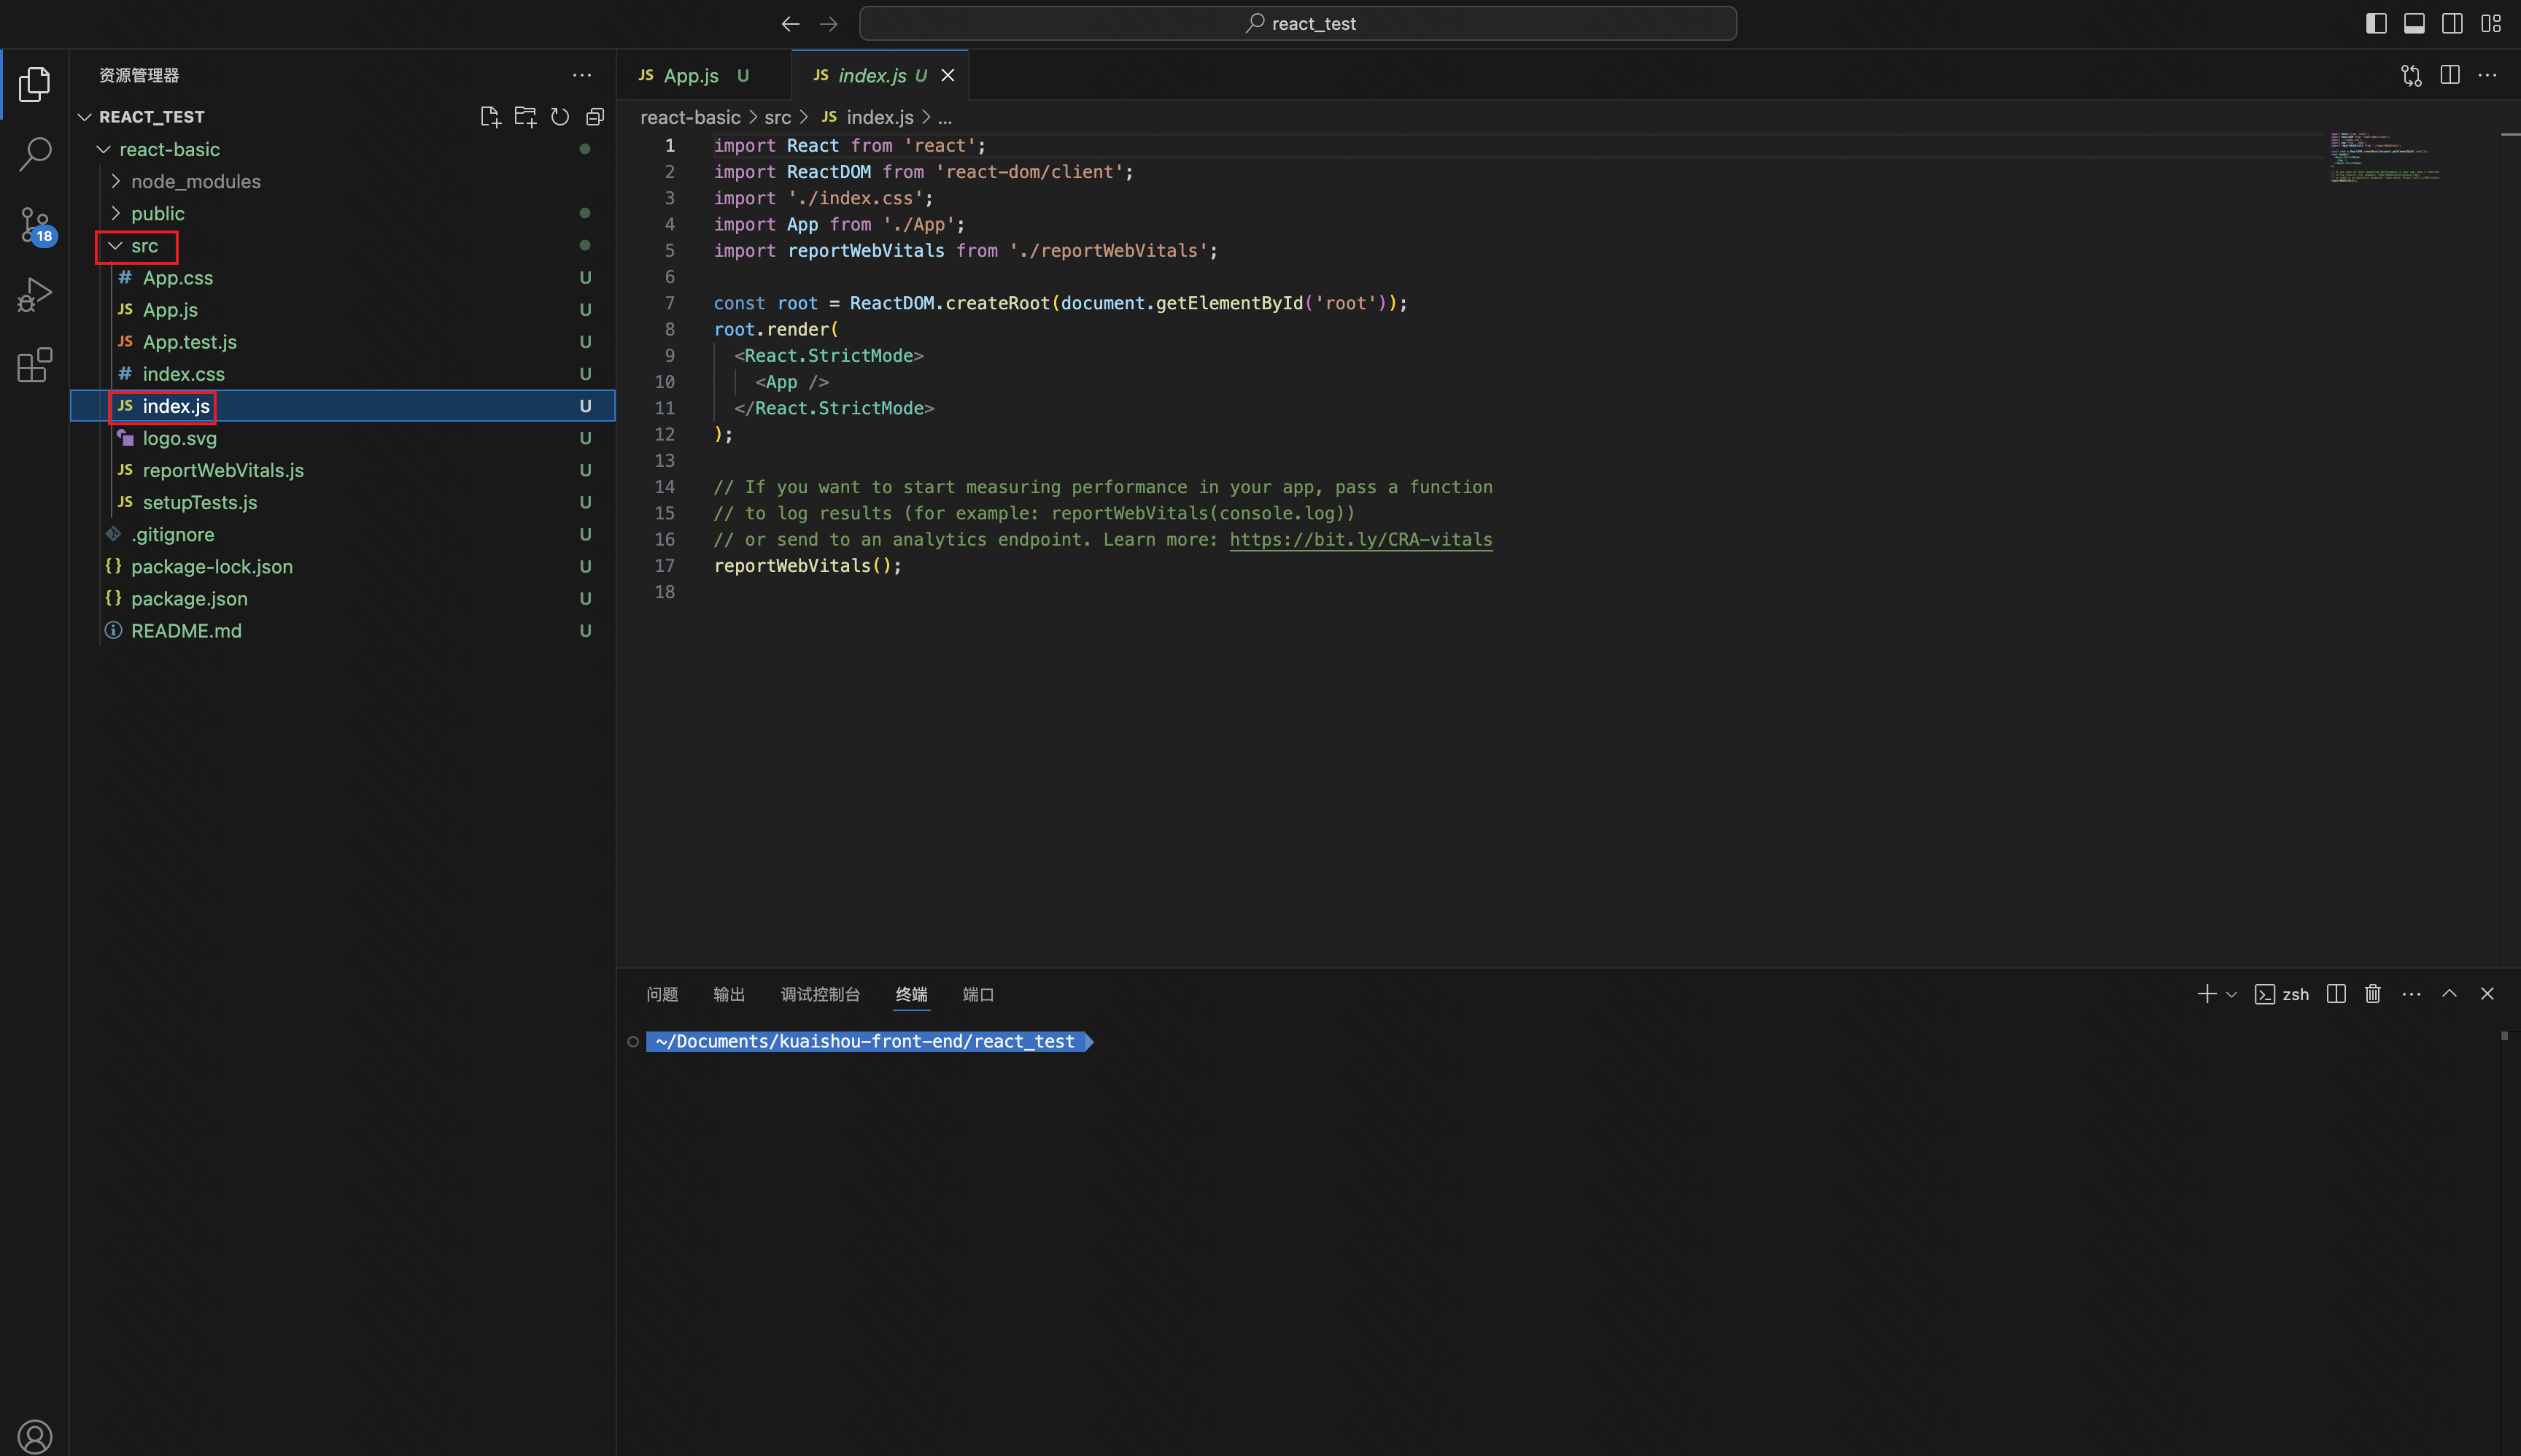 react_test
资源管理器
REACT_TEST
react-basic
node_modules
public
src
App.css U
App.js U
App.test.js U
index.css U
index.js U
logo.svg U
reportWebVitals.js U
setupTests.js U
.gitignore U
package-lock.json U
package.json U
README.md U
18
JS App.js U
JS index.js U
react-basic > src > JS index.js > ...
1 import React from 'react';
2 import ReactDOM from 'react-dom/client';
3 import './index.css';
4 import App from './App';
5 import reportWebVitals from './reportWebVitals';
6
7 const root = ReactDOM.createRoot(document.getElementById('root'));
8 root.render(
9 <React.StrictMode>
10 <App />
11 </React.StrictMode>
12 );
13
14 // If you want to start measuring performance in your app, pass a function
15 // to log results (for example: reportWebVitals(console.log))
16 // or send to an analytics endpoint. Learn more: https://bit.ly/CRA-vitals
17 reportWebVitals();
18
问题 输出 调试控制台 终端 端口
zsh
~/Documents/kuaishou-front-end/react_test